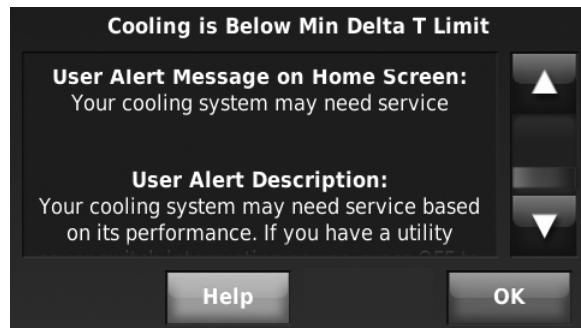 Cooling is Below Min Delta T Limit
User Alert Message on Home Screen:
Your cooling system may need service
User Alert Description:
Your cooling system may need service based
on its performance. If you have a utility
Help
OK